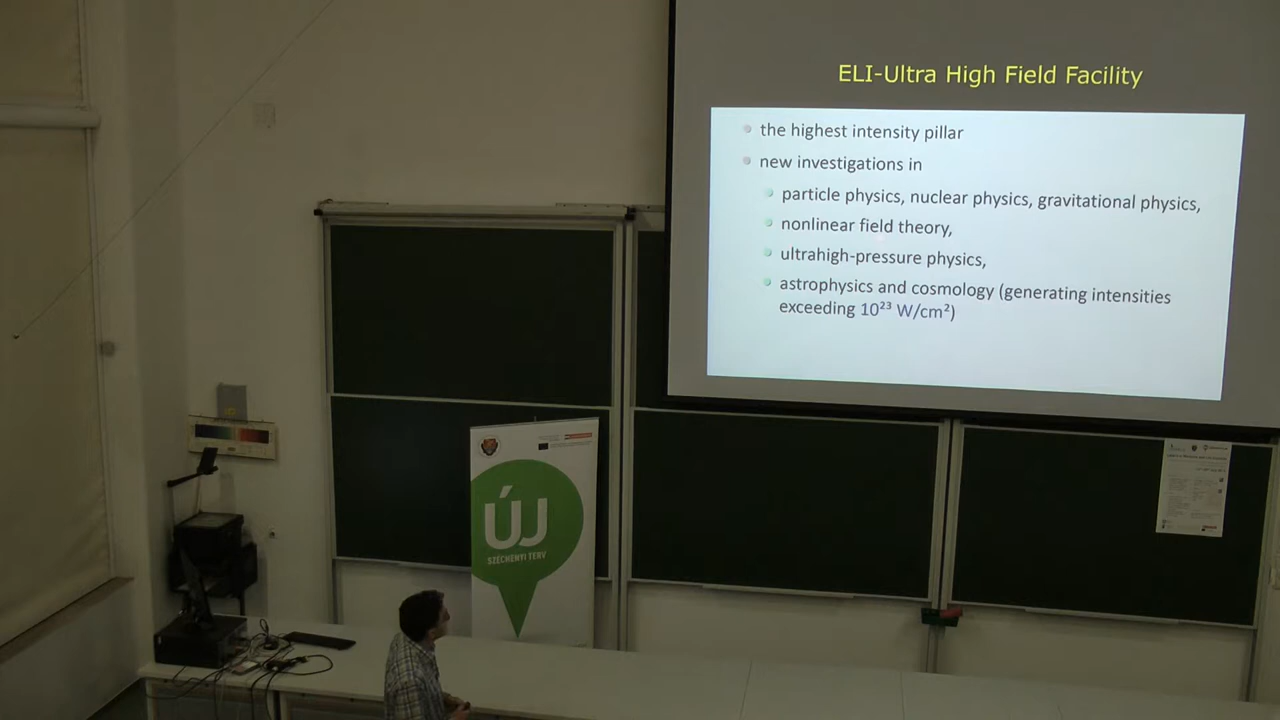 ELI-Ultra High Field Facility
the highest intensity pillar
new investigations in
particle physics, nuclear physics, gravitational physics,
nonlinear field theory,
ultrahigh-pressure physics,
astrophysics and cosmology (generating intensities
exceeding 10²³ W/cm²)
ÚJ
SZÉCHENYI TERV